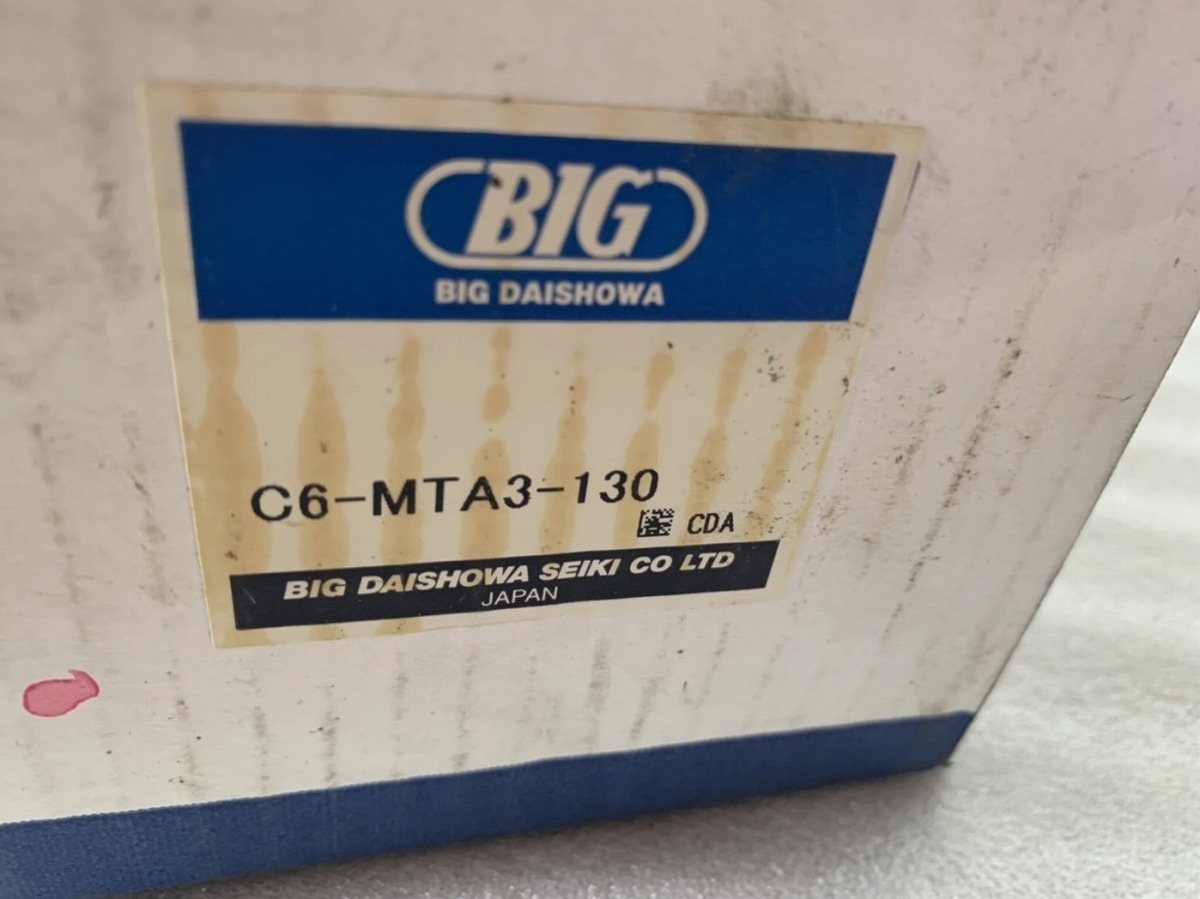 BIG
BIG DAISHOWA
C6-MTA3-130
CDA
BIG DAISHOWA SEIKI CO LTD
JAPAN